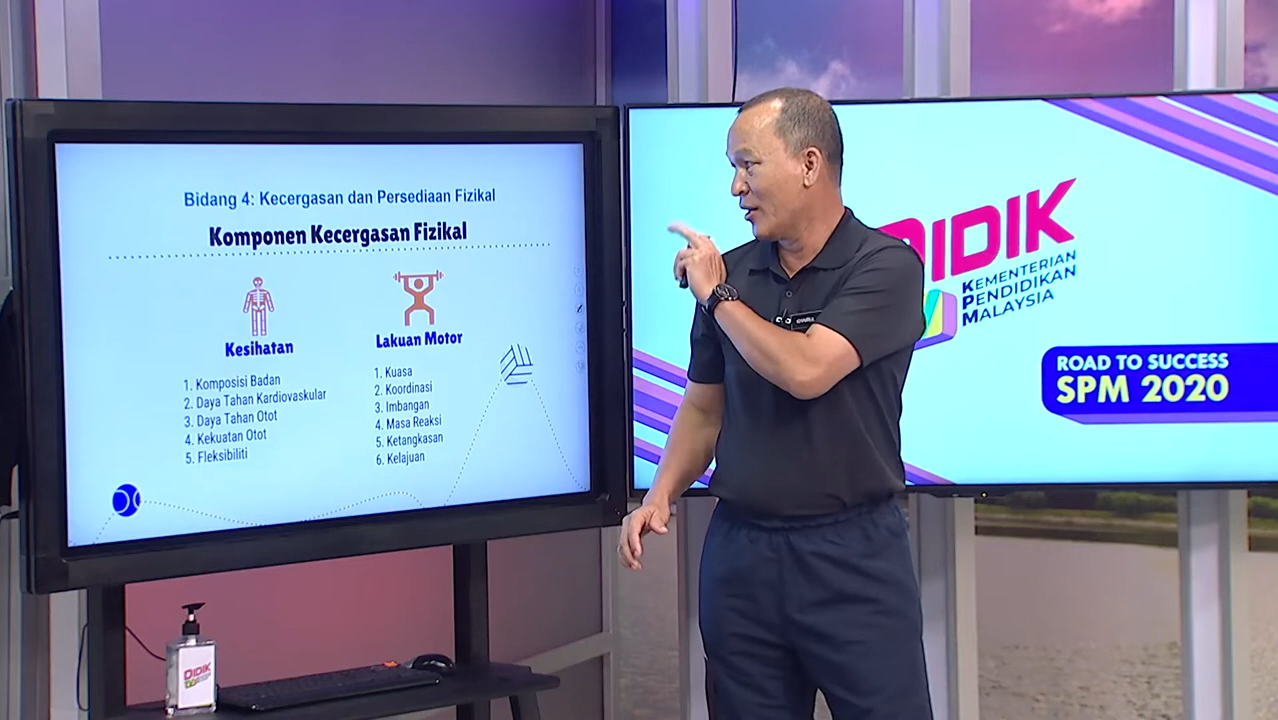 Bidang 4: Kecergasan dan Persediaan Fizikal
Komponen Kecergasan Fizikal
Kesihatan
1. Komposisi Badan
2. Daya Tahan Kardiovaskular
3. Daya Tahan Otot
4. Kekuatan Otot
5. Fleksibiliti
Lakuan Motor
1. Kuasa
2. Koordinasi
3. Imbangan
4. Masa Reaksi
5. Ketangkasan
6. Kelajuan
DIDIK
KEMENTERIAN
PENDIDIKAN
MALAYSIA
ROAD TO SUCCESS
SPM 2020
DIDIK